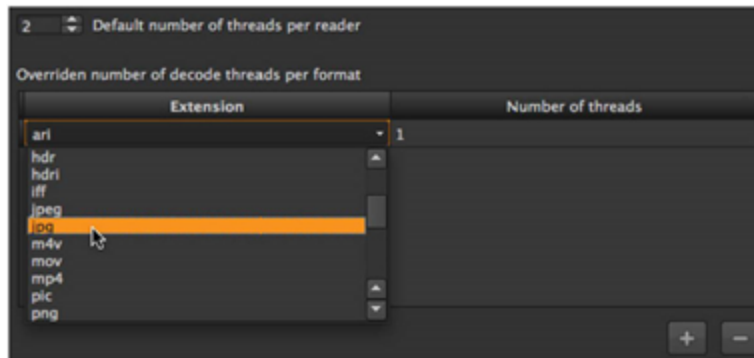 2 Default number of threads per reader
Overriden number of decode threads per format
Extension Number of threads
ari 1
hdr
hdri
iff
jpeg
jpg
m4v
mov
mp4
pic
png
+ −